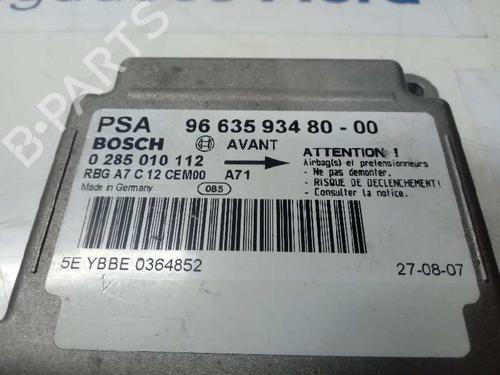 PSA 96 635 934 80 - 00
BOSCH AVANT
0 285 010 112
RBG A7 C 12 CEM00 A71
Made in Germany 085
ATTENTION !
Airbag(s) et pretensionneurs
- Ne pas demonter.
- RISQUE DE DECLENCHEMENT!
- Consulter la notice.
5E YBBE 0364852
27-08-07
B-PARTS